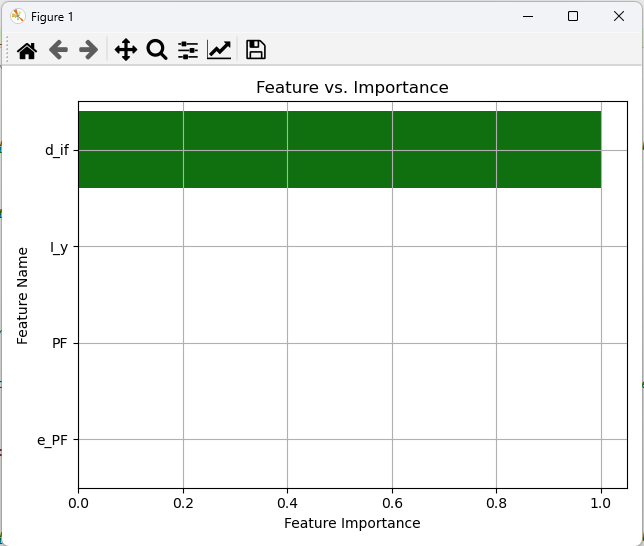 Figure 1
Feature vs. Importance
d_if
I_y
PF
e_PF
Feature Name
0.0 0.2 0.4 0.6 0.8 1.0
Feature Importance